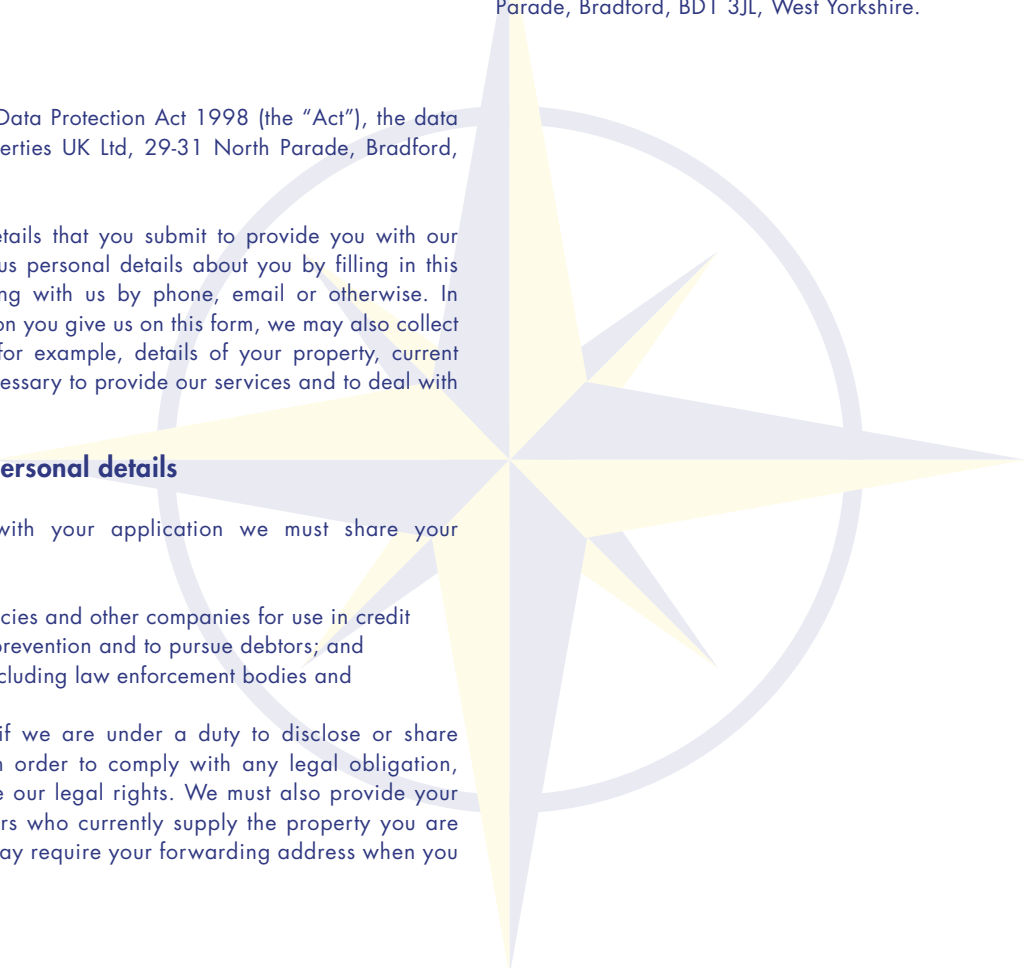 Parade, Bradford, BD1 3JL, West Yorkshire.
Data Protection Act 1998 (the “Act”), the data
erties UK Ltd, 29-31 North Parade, Bradford,
etails that you submit to provide you with our
us personal details about you by filling in this
ng with us by phone, email or otherwise. In
on you give us on this form, we may also collect
for example, details of your property, current
essary to provide our services and to deal with
ersonal details
with your application we must share your
cies and other companies for use in credit
prevention and to pursue debtors; and
cluding law enforcement bodies and
if we are under a duty to disclose or share
n order to comply with any legal obligation,
e our legal rights. We must also provide your
rs who currently supply the property you are
ay require your forwarding address when you